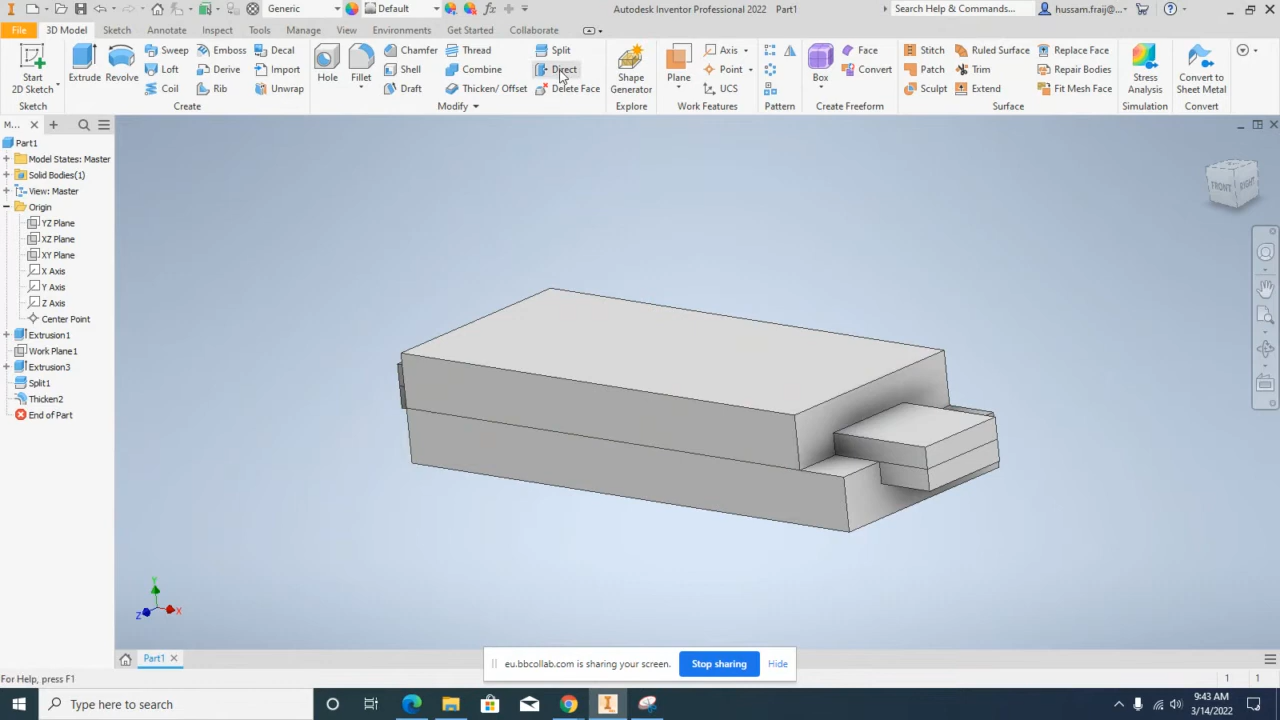 Generic
Default
Autodesk Inventor Professional 2022 Part1
Search Help & Commands...
hussam.fraij@...
File 3D Model Sketch Annotate Inspect Tools Manage View Environments Get Started Collaborate
Start
2D Sketch
Extrude
Revolve
Sweep
Loft
Coil
Emboss
Derive
Rib
Decal
Import
Unwrap
Hole
Fillet
Chamfer
Shell
Draft
Thread
Combine
Thicken/ Offset
Split
Direct
Delete Face
Shape
Generator
Plane
Axis
Point
UCS
Box
Face
Convert
Stitch
Patch
Sculpt
Ruled Surface
Trim
Extend
Replace Face
Repair Bodies
Fit Mesh Face
Stress
Analysis
Convert to
Sheet Metal
Sketch Create Modify Explore Work Features Pattern Create Freeform Surface Simulation Convert
M...
Part1
Model States: Master
Solid Bodies(1)
View: Master
Origin
YZ Plane
XZ Plane
XY Plane
X Axis
Y Axis
Z Axis
Center Point
Extrusion1
Work Plane1
Extrusion3
Split1
Thicken2
End of Part
FRONT RIGHT
Y
Z X
Part1
eu.bbcollab.com is sharing your screen. Stop sharing Hide
For Help, press F1
1 1
Type here to search
9:43 AM
3/14/2022